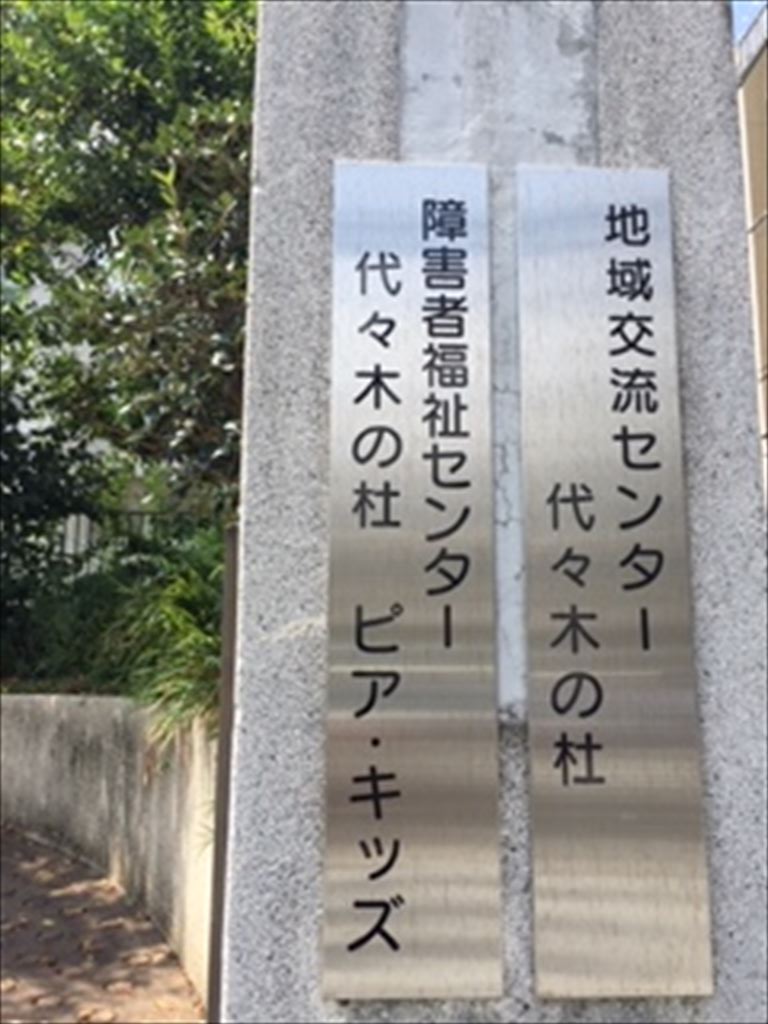 地域交流センター
代々木の杜
障害者福祉センター
代々木の杜 ピア・キッズ